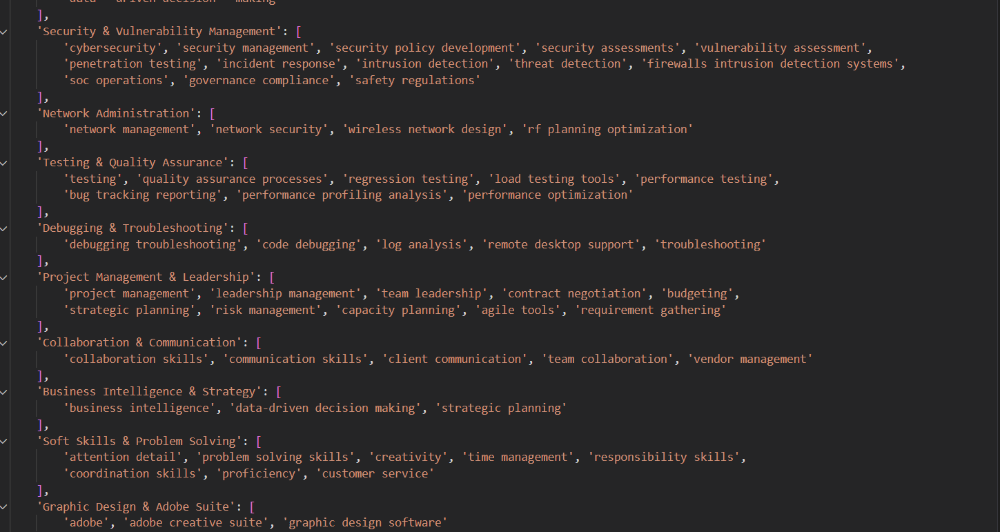 data - driven decision - making'
],
'Security & Vulnerability Management': [
'cybersecurity', 'security management', 'security policy development', 'security assessments', 'vulnerability assessment',
'penetration testing', 'incident response', 'intrusion detection', 'threat detection', 'firewalls intrusion detection systems',
'soc operations', 'governance compliance', 'safety regulations'
],
'Network Administration': [
'network management', 'network security', 'wireless network design', 'rf planning optimization'
],
'Testing & Quality Assurance': [
'testing', 'quality assurance processes', 'regression testing', 'load testing tools', 'performance testing',
'bug tracking reporting', 'performance profiling analysis', 'performance optimization'
],
'Debugging & Troubleshooting': [
'debugging troubleshooting', 'code debugging', 'log analysis', 'remote desktop support', 'troubleshooting'
],
'Project Management & Leadership': [
'project management', 'leadership management', 'team leadership', 'contract negotiation', 'budgeting',
'strategic planning', 'risk management', 'capacity planning', 'agile tools', 'requirement gathering'
],
'Collaboration & Communication': [
'collaboration skills', 'communication skills', 'client communication', 'team collaboration', 'vendor management'
],
'Business Intelligence & Strategy': [
'business intelligence', 'data-driven decision making', 'strategic planning'
],
'Soft Skills & Problem Solving': [
'attention detail', 'problem solving skills', 'creativity', 'time management', 'responsibility skills',
'coordination skills', 'proficiency', 'customer service'
],
'Graphic Design & Adobe Suite': [
'adobe', 'adobe creative suite', 'graphic design software'